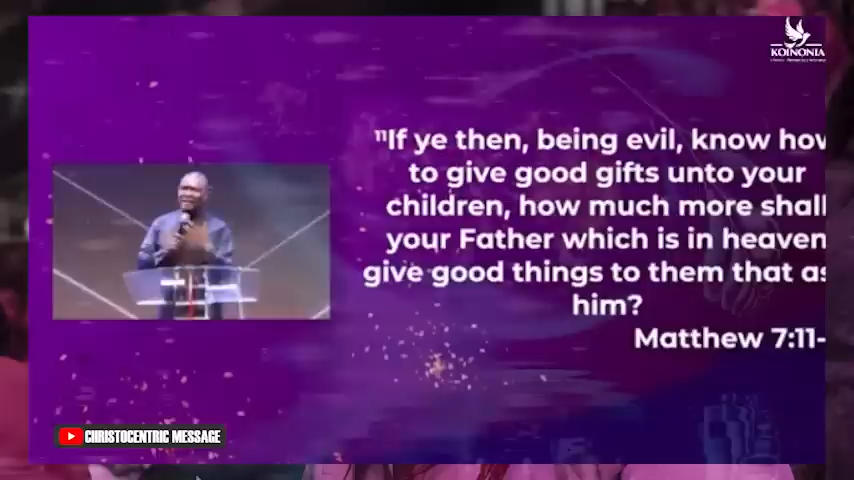 KOINONIA
¹¹If ye then, being evil, know how
to give good gifts unto your
children, how much more shall
your Father which is in heaven
give good things to them that as
him?
Matthew 7:11-
CHRISTOCENTRIC MESSAGE